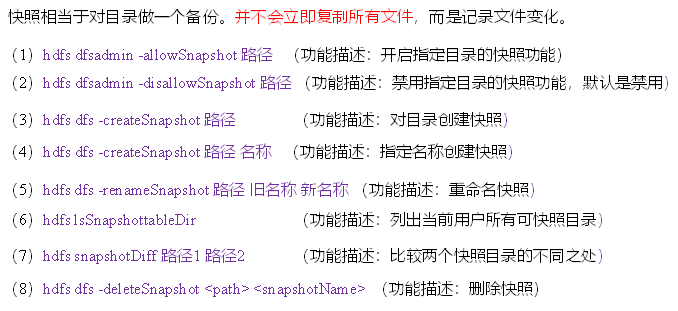 快照相当于对目录做一个备份。并不会立即复制所有文件，而是记录文件变化。
（1）hdfs dfsadmin -allowSnapshot 路径 （功能描述：开启指定目录的快照功能）
（2）hdfs dfsadmin -disallowSnapshot 路径 （功能描述：禁用指定目录的快照功能，默认是禁用）
（3）hdfs dfs -createSnapshot 路径 （功能描述：对目录创建快照）
（4）hdfs dfs -createSnapshot 路径 名称 （功能描述：指定名称创建快照）
（5）hdfs dfs -renameSnapshot 路径 旧名称 新名称 （功能描述：重命名快照）
（6）hdfs lsSnapshottableDir （功能描述：列出当前用户所有可快照目录）
（7）hdfs snapshotDiff 路径1 路径2 （功能描述：比较两个快照目录的不同之处）
（8）hdfs dfs -deleteSnapshot <path> <snapshotName> （功能描述：删除快照）